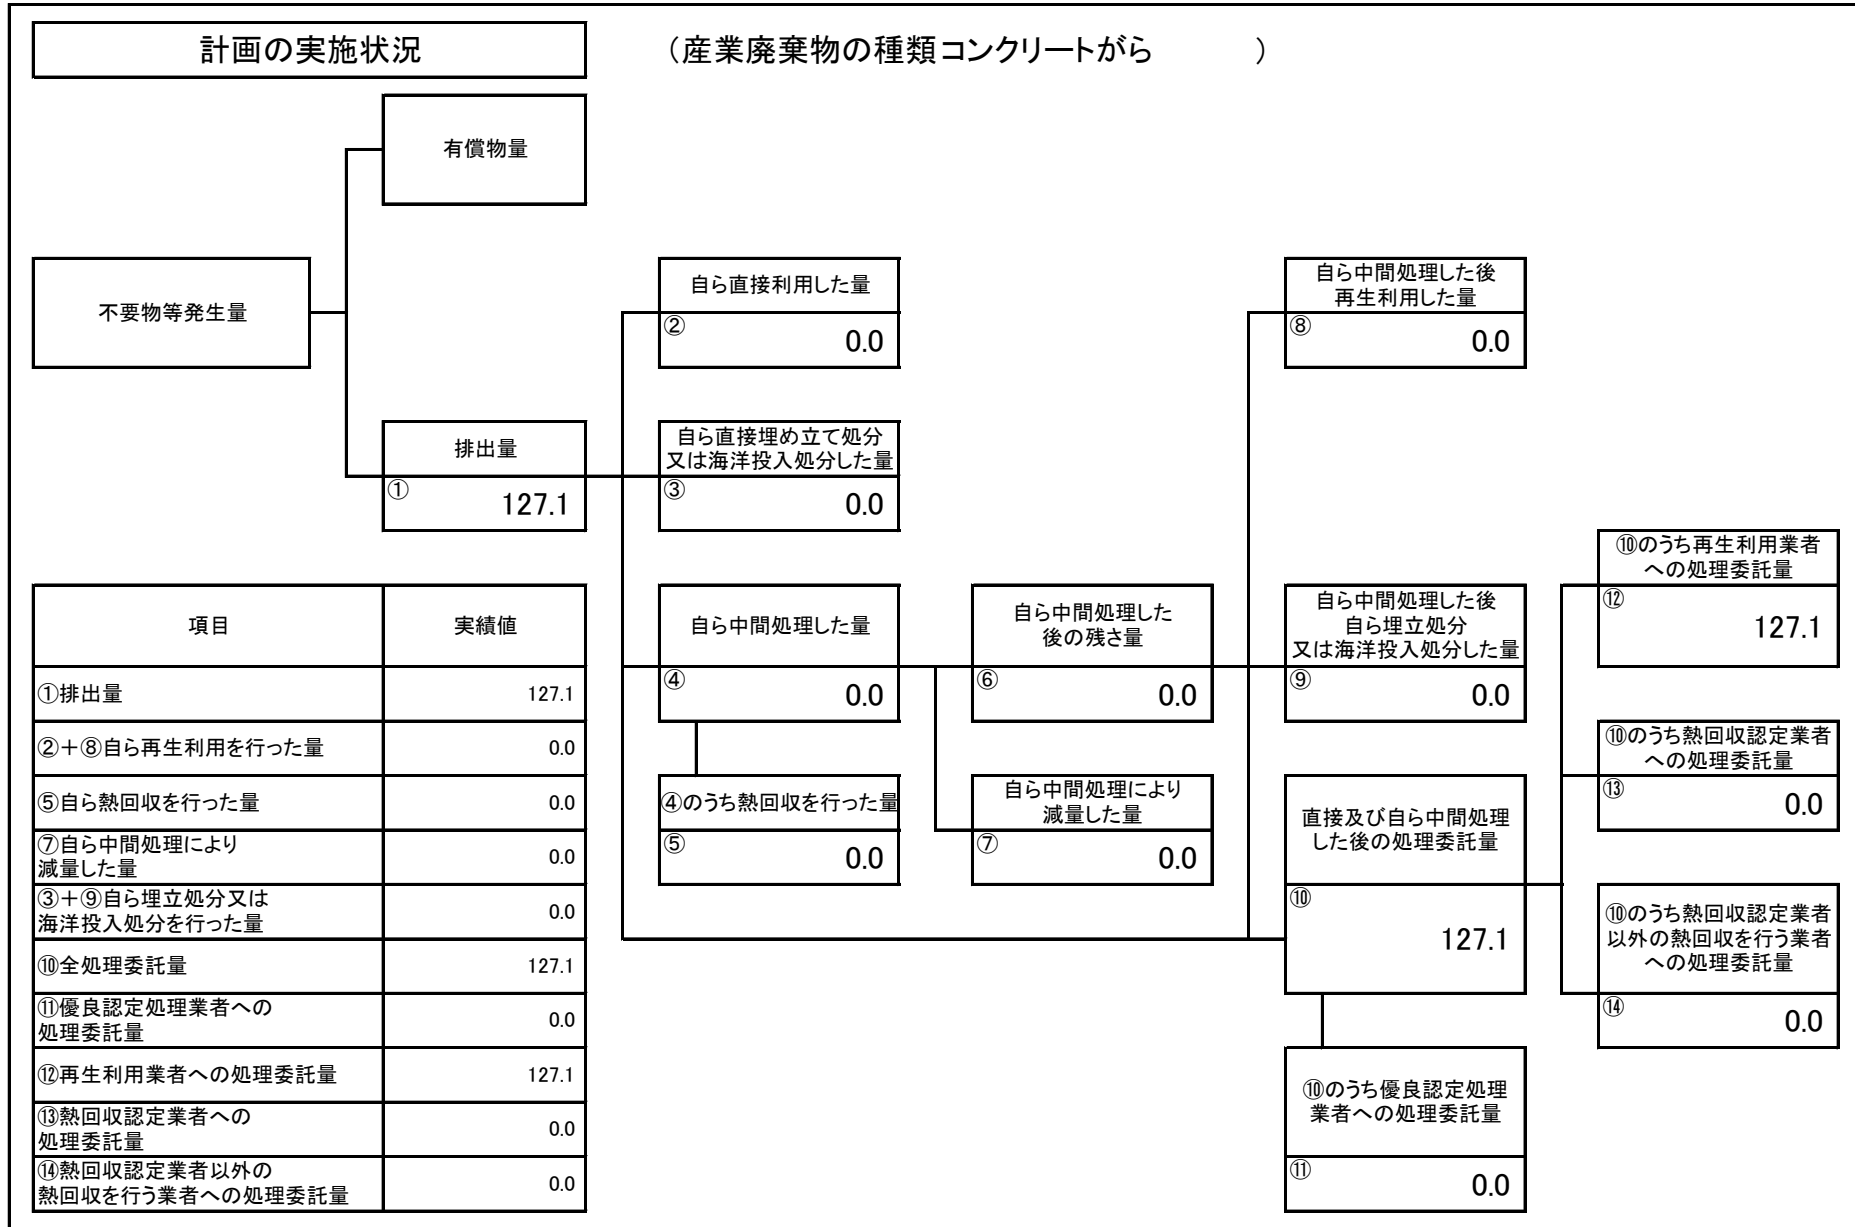 計画の実施状況
（産業廃棄物の種類コンクリートがら　　　）
有償物量
不要物等発生量
排出量
①
127.1
自ら直接利用した量
②
0.0
自ら直接埋め立て処分
又は海洋投入処分した量
③
0.0
自ら中間処理した量
④
0.0
④のうち熱回収を行った量
⑤
0.0
自ら中間処理した
後の残さ量
⑥
0.0
自ら中間処理により
減量した量
⑦
0.0
自ら中間処理した後
再生利用した量
⑧
0.0
自ら中間処理した後
自ら埋立処分
又は海洋投入処分した量
⑨
0.0
直接及び自ら中間処理
した後の処理委託量
⑩
127.1
⑩のうち優良認定処理
業者への処理委託量
⑪
0.0
⑩のうち再生利用業者
への処理委託量
⑫
127.1
⑩のうち熱回収認定業者
への処理委託量
⑬
0.0
⑩のうち熱回収認定業者
以外の熱回収を行う業者
への処理委託量
⑭
0.0
項目 実績値
①排出量 127.1
②＋⑧自ら再生利用を行った量 0.0
⑤自ら熱回収を行った量 0.0
⑦自ら中間処理により
減量した量 0.0
③＋⑨自ら埋立処分又は
海洋投入処分を行った量 0.0
⑩全処理委託量 127.1
⑪優良認定処理業者への
処理委託量 0.0
⑫再生利用業者への処理委託量 127.1
⑬熱回収認定業者への
処理委託量 0.0
⑭熱回収認定業者以外の
熱回収を行う業者への処理委託量 0.0